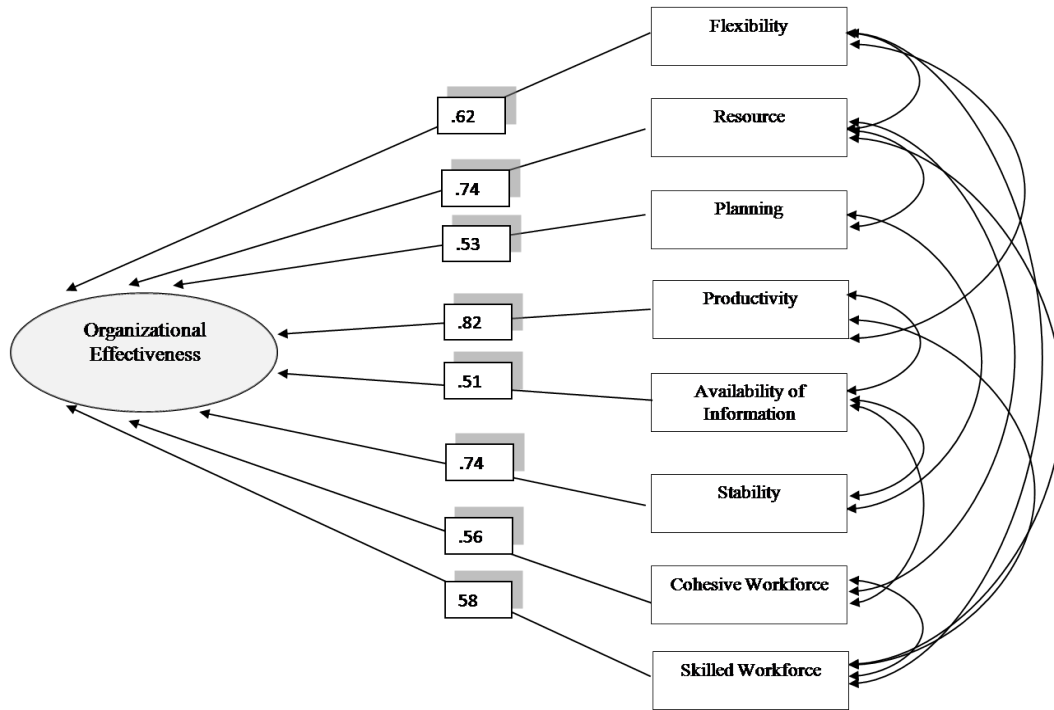 Flexibility
.62
Resource
.74
Planning
.53
Productivity
.82
Organizational
Effectiveness
.51
Availability of
Information
.74
Stability
.56
Cohesive Workforce
58
Skilled Workforce